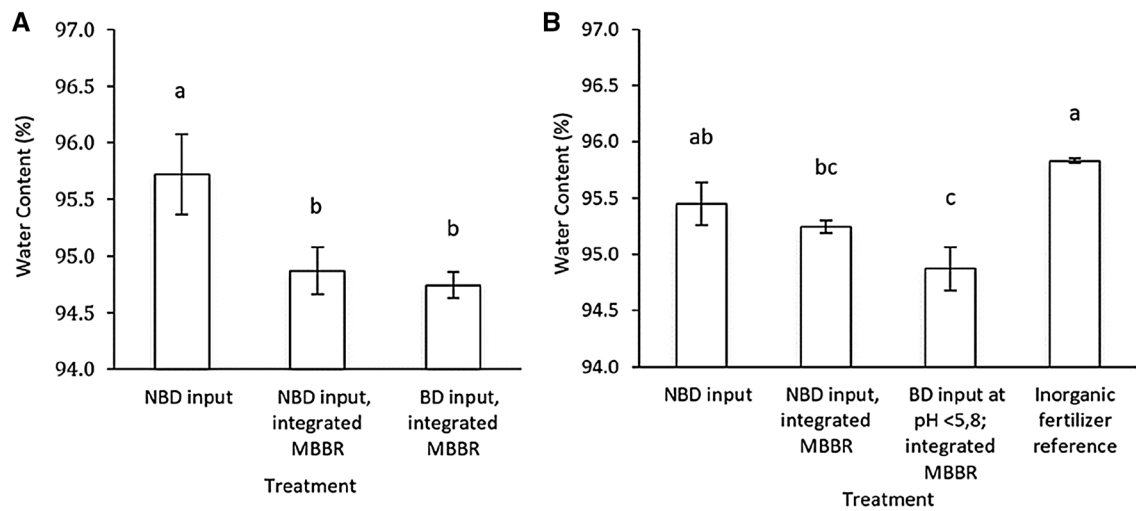 A
Water Content (%)
97.0
96.5
96.0
95.5
95.0
94.5
94.0
a
b
b
NBD input
NBD input,
integrated
MBBR
BD input,
integrated
MBBR
Treatment
B
Water Content (%)
97.0
96.5
96.0
95.5
95.0
94.5
94.0
ab
bc
c
a
NBD input
NBD input,
integrated
MBBR
BD input at
pH <5,8;
integrated
MBBR
Inorganic
fertilizer
reference
Treatment